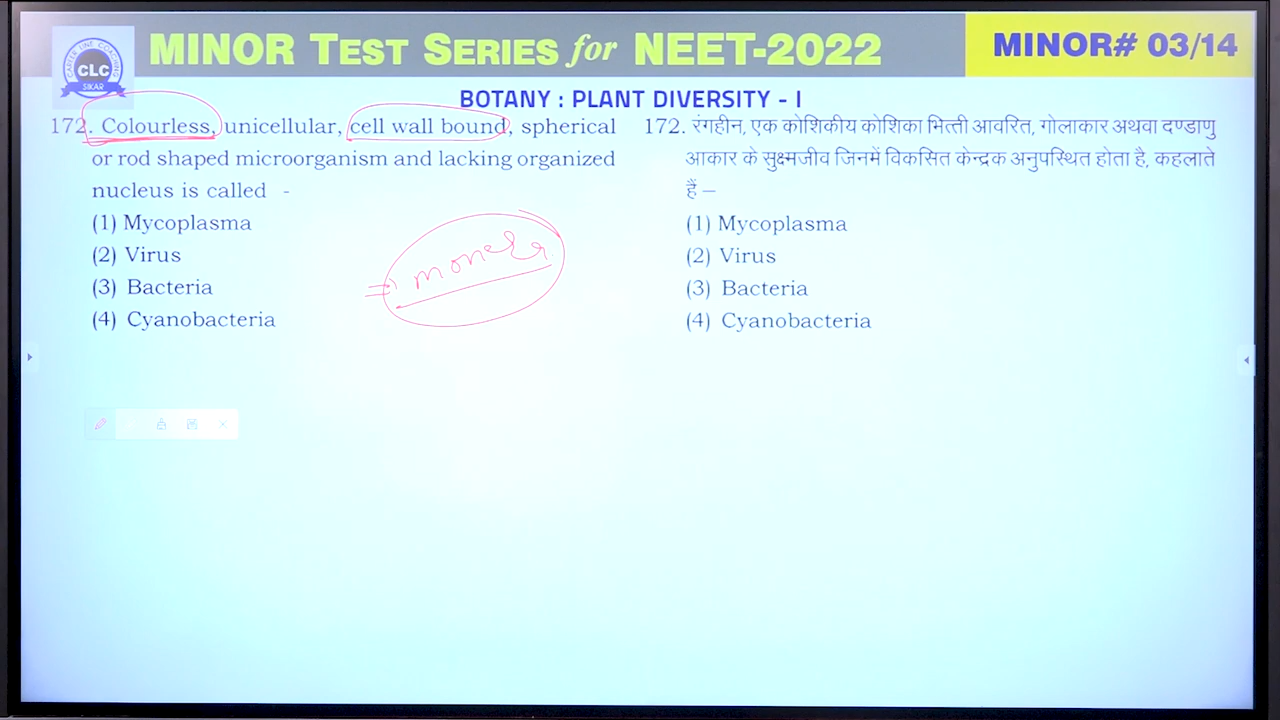 CAREER LINE COACHING
CLC
SIKAR
MINOR TEST SERIES for NEET-2022
MINOR# 03/14
BOTANY : PLANT DIVERSITY - I
172. Colourless, unicellular, cell wall bound, spherical
or rod shaped microorganism and lacking organized
nucleus is called -
(1) Mycoplasma
(2) Virus
(3) Bacteria
(4) Cyanobacteria
⇒ monera
172. रंगहीन, एक कोशिकीय कोशिका भित्ती आवरित, गोलाकार अथवा दण्डाणु
आकार के सुक्ष्मजीव जिनमें विकसित केन्द्रक अनुपस्थित होता है, कहलाते
हैं –
(1) Mycoplasma
(2) Virus
(3) Bacteria
(4) Cyanobacteria